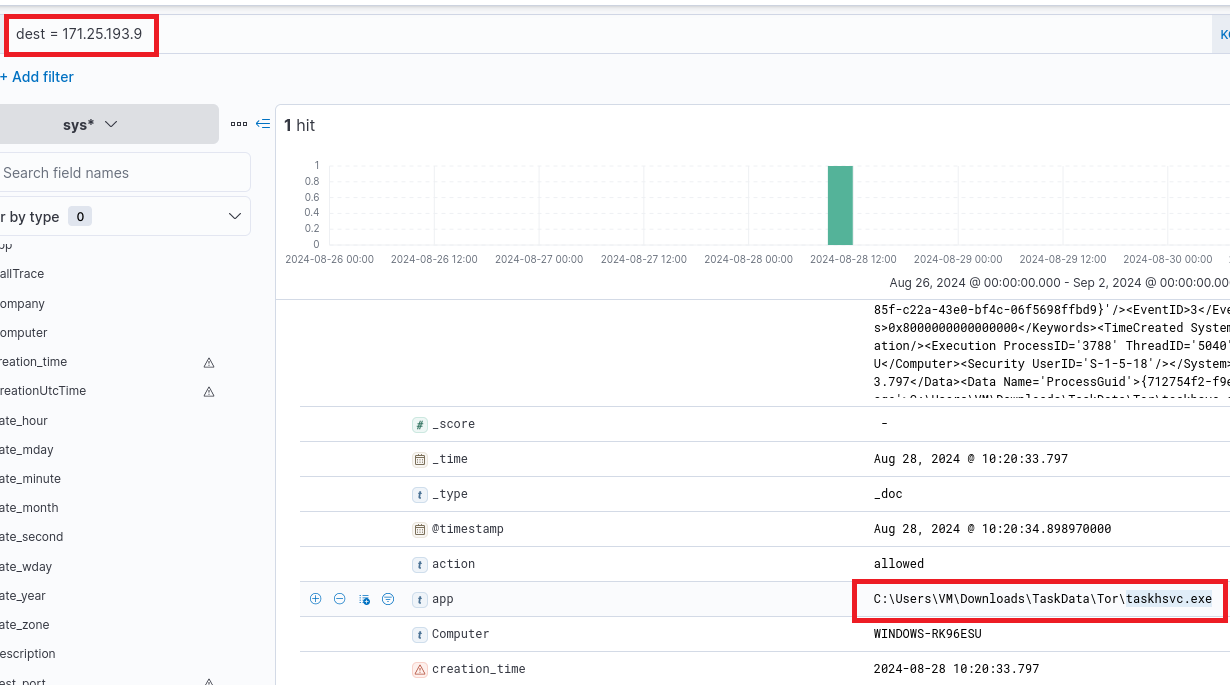 dest = 171.25.193.9
+ Add filter
sys*
1 hit
Search field names
r by type 0
1
0.8
0.6
0.4
0.2
0
2024-08-26 00:00 2024-08-26 12:00 2024-08-27 00:00 2024-08-27 12:00 2024-08-28 00:00 2024-08-28 12:00 2024-08-29 00:00 2024-08-29 12:00 2024-08-30 00:00
Aug 26, 2024 @ 00:00:00.000 - Sep 2, 2024 @ 00:00:00.00
allTrace
ompany
omputer
reation_time
reationUtcTime
ate_hour
ate_mday
ate_minute
ate_month
ate_second
ate_wday
ate_year
ate_zone
escription
est_port
85f-c22a-43e0-bf4c-06f5698ffbd9}'/><EventID>3</Eve
s>0x8000000000000000</Keywords><TimeCreated System
ation/><Execution ProcessID='3788' ThreadID='5040'
U</Computer><Security UserID='S-1-5-18'/></System>
3.797</Data><Data Name='ProcessGuid'>{712754f2-f9e
# _score -
_time Aug 28, 2024 @ 10:20:33.797
t _type _doc
@timestamp Aug 28, 2024 @ 10:20:34.898970000
t action allowed
t app C:\Users\VM\Downloads\TaskData\Tor\taskhsvc.exe
t Computer WINDOWS-RK96ESU
creation_time 2024-08-28 10:20:33.797